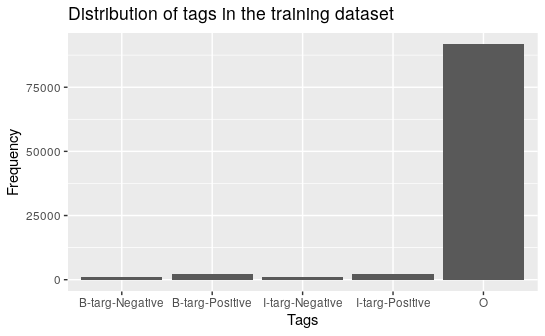 Distribution of tags in the training dataset
Frequency
75000
50000
25000
0
B-targ-Negative B-targ-Positive I-targ-Negative I-targ-Positive O
Tags